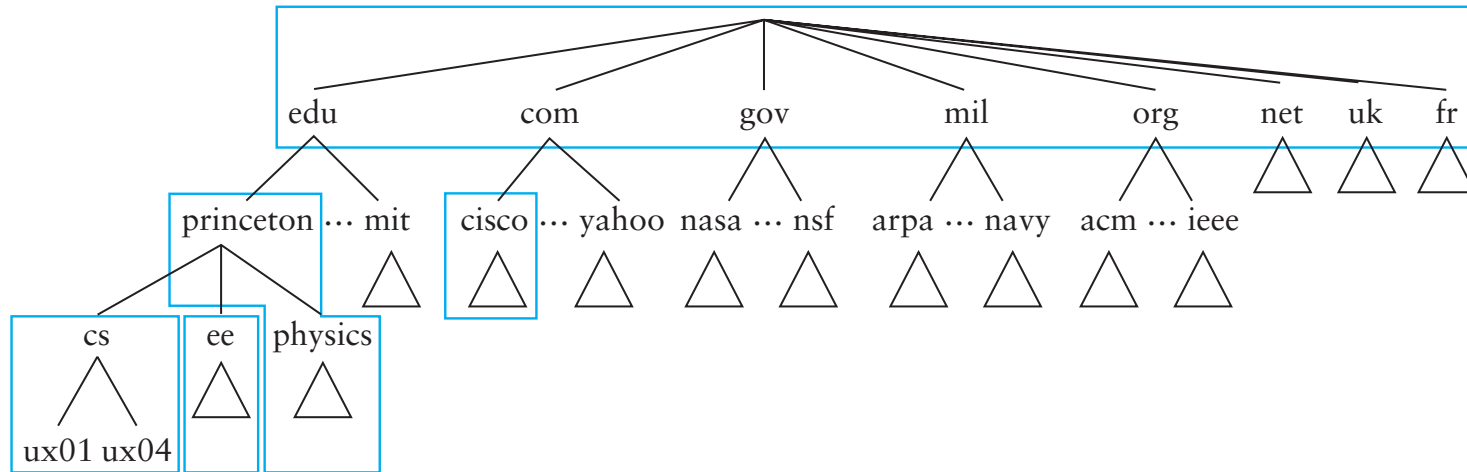 edu com gov mil org net uk fr
princeton ... mit cisco ... yahoo nasa ... nsf arpa ... navy acm ... ieee
cs ee physics
ux01 ux04